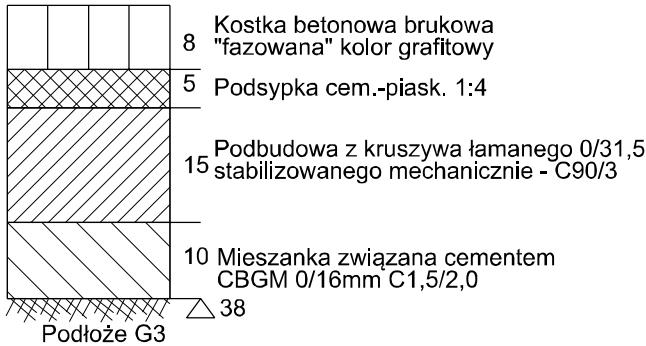 8 Kostka betonowa brukowa
"fazowana" kolor grafitowy
5 Podsypka cem.-piask. 1:4
15 Podbudowa z kruszywa łamanego 0/31,5
stabilizowanego mechanicznie - C90/3
10 Mieszanka związana cementem
CBGM 0/16mm C1,5/2,0
38
Podłoże G3